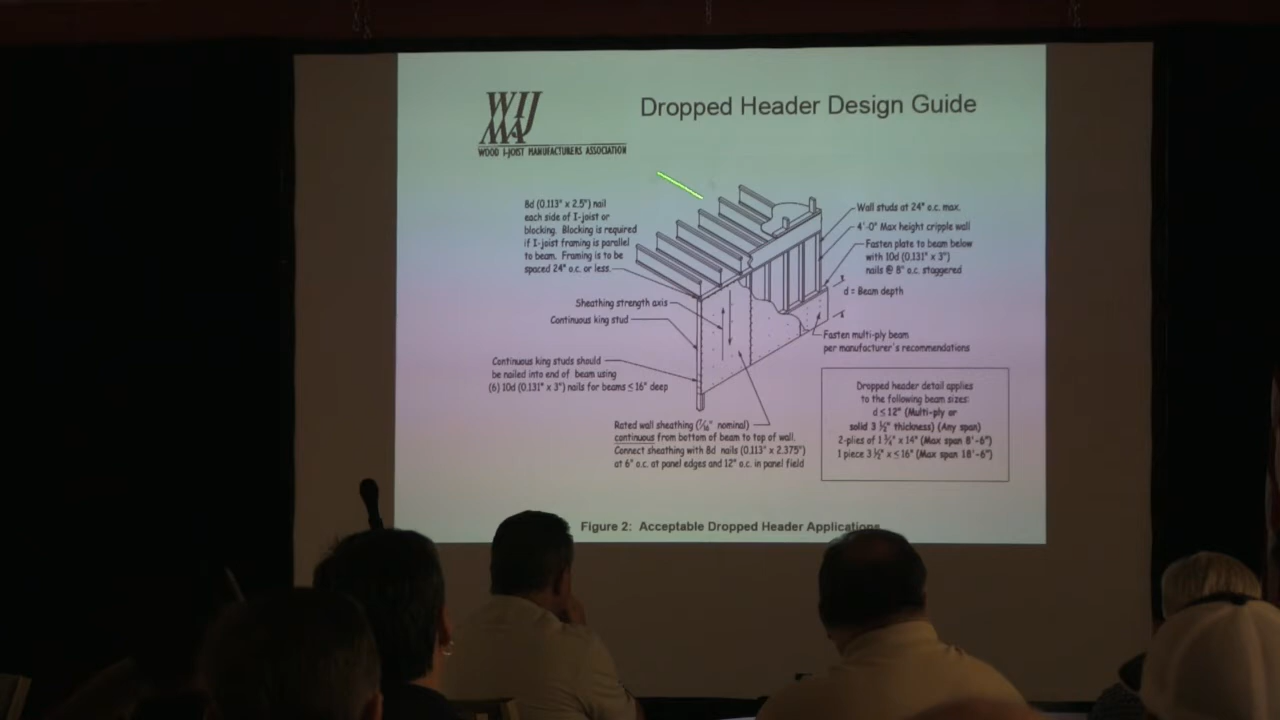 WIJMA
WOOD I-JOIST MANUFACTURERS ASSOCIATION
Dropped Header Design Guide
8d (0.113" x 2.5") nail
each side of I-joist or
blocking. Blocking is required
if I-joist framing is parallel
to beam. Framing is to be
spaced 24" o.c. or less.
Sheathing strength axis
Continuous king stud
Continuous king studs should
be nailed into end of beam using
(6) 10d (0.131" x 3") nails for beams ≤ 16" deep
Rated wall sheathing (7/16" nominal)
continuous from bottom of beam to top of wall.
Connect sheathing with 8d nails (0.113" x 2.375")
at 6" o.c. at panel edges and 12" o.c. in panel field
Wall studs at 24" o.c. max.
4'-0" Max height cripple wall
Fasten plate to beam below
with 10d (0.131" x 3")
nails @ 8" o.c. staggered
d = Beam depth
Fasten multi-ply beam
per manufacturer's recommendations
Dropped header detail applies
to the following beam sizes:
d ≤ 12" (Multi-ply or
solid 3 ½" thickness) (Any span)
2-plies of 1 ¾" x 14" (Max span 8'-6")
1 piece 3 ½" x ≤ 16" (Max span 18'-6")
Figure 2: Acceptable Dropped Header Applications